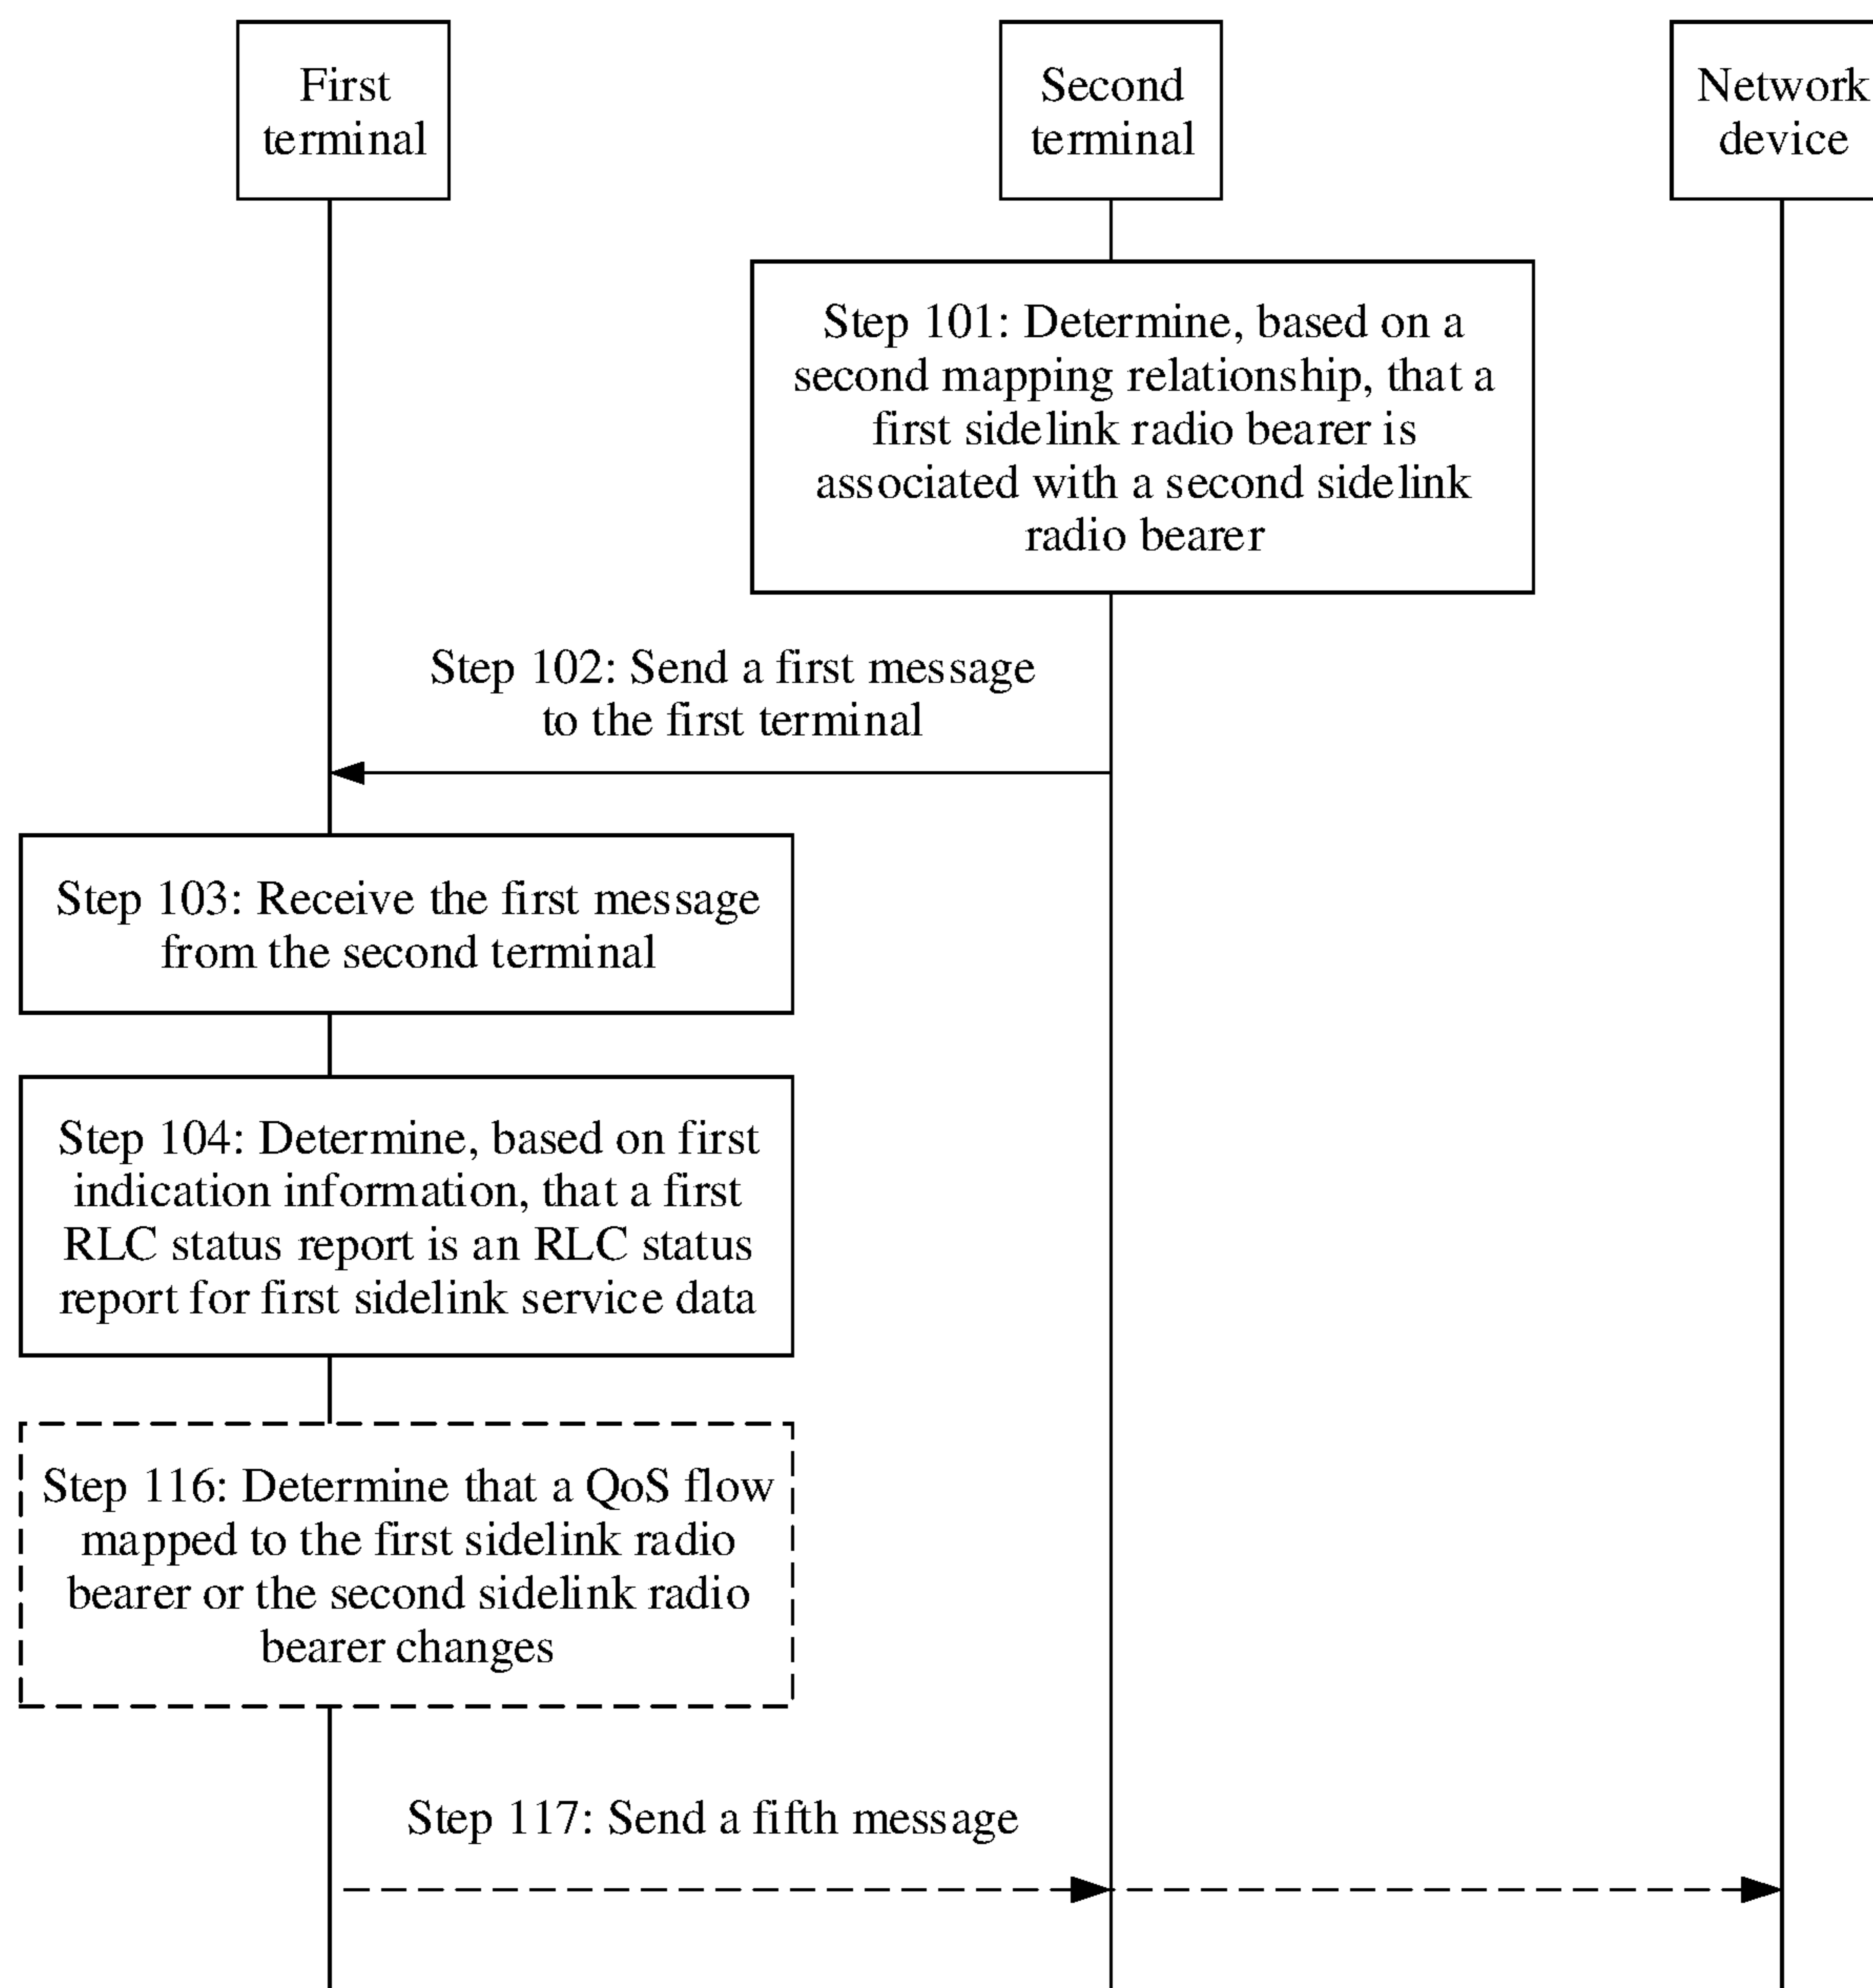 First
terminal
Second
terminal
Network
device
Step 101: Determine, based on a
second mapping relationship, that a
first sidelink radio bearer is
associated with a second sidelink
radio bearer
Step 102: Send a first message
to the first terminal
Step 103: Receive the first message
from the second terminal
Step 104: Determine, based on first
indication information, that a first
RLC status report is an RLC status
report for first sidelink service data
Step 116: Determine that a QoS flow
mapped to the first sidelink radio
bearer or the second sidelink radio
bearer changes
Step 117: Send a fifth message